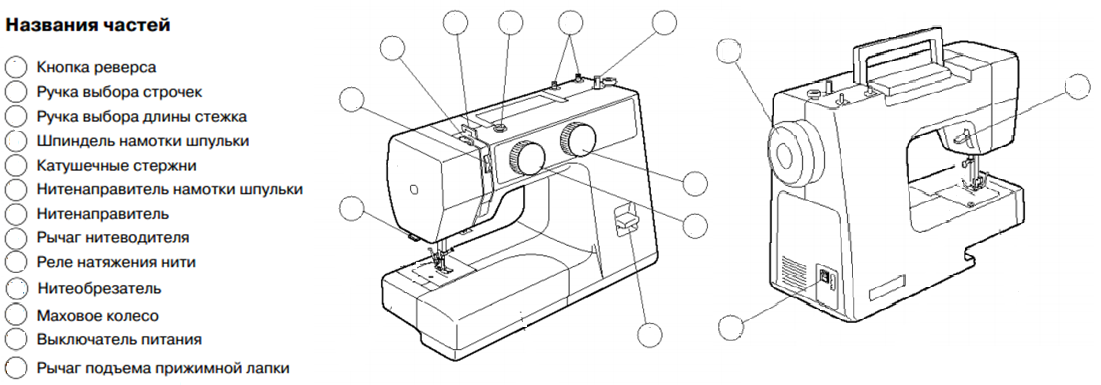 Названия частей
Кнопка реверса
Ручка выбора строчек
Ручка выбора длины стежка
Шпиндель намотки шпульки
Катушечные стержни
Нитенаправитель намотки шпульки
Нитенаправитель
Рычаг нитеводителя
Реле натяжения нити
Нитеобрезатель
Маховое колесо
Выключатель питания
Рычаг подъема прижимной лапки